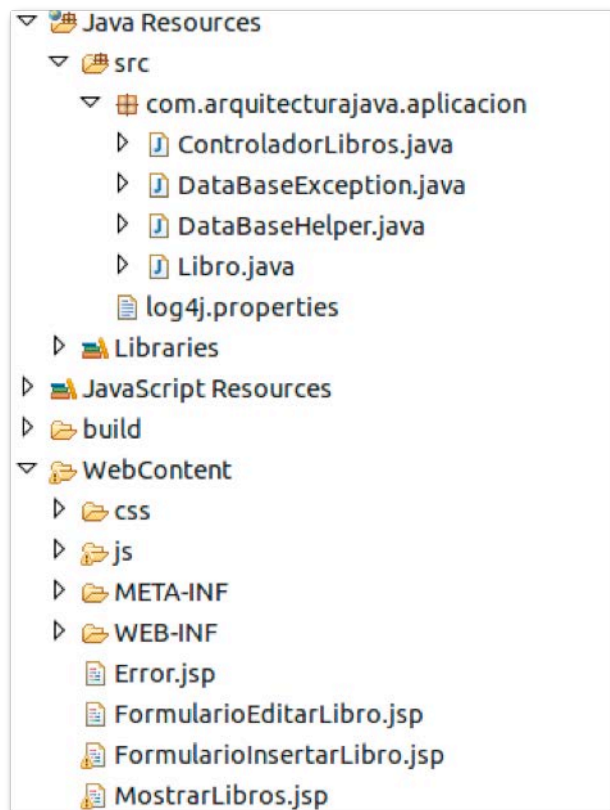 Java Resources
src
com.arquitecturajava.aplicacion
ControladorLibros.java
DataBaseException.java
DataBaseHelper.java
Libro.java
log4j.properties
Libraries
JavaScript Resources
build
WebContent
css
js
META-INF
WEB-INF
Error.jsp
FormularioEditarLibro.jsp
FormularioInsertarLibro.jsp
MostrarLibros.jsp